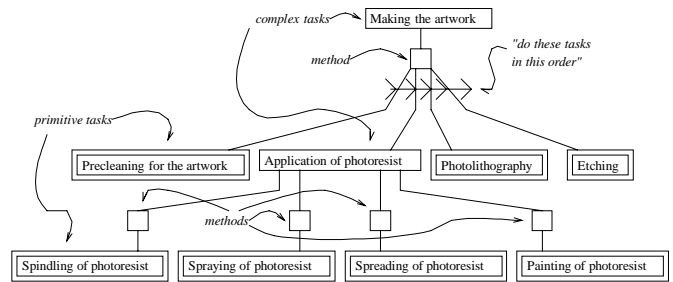 complex tasks
Making the artwork
method
"do these tasks
in this order"
primitive tasks
Precleaning for the artwork
Application of photoresist
Photolithography
Etching
methods
Spindling of photoresist
Spraying of photoresist
Spreading of photoresist
Painting of photoresist